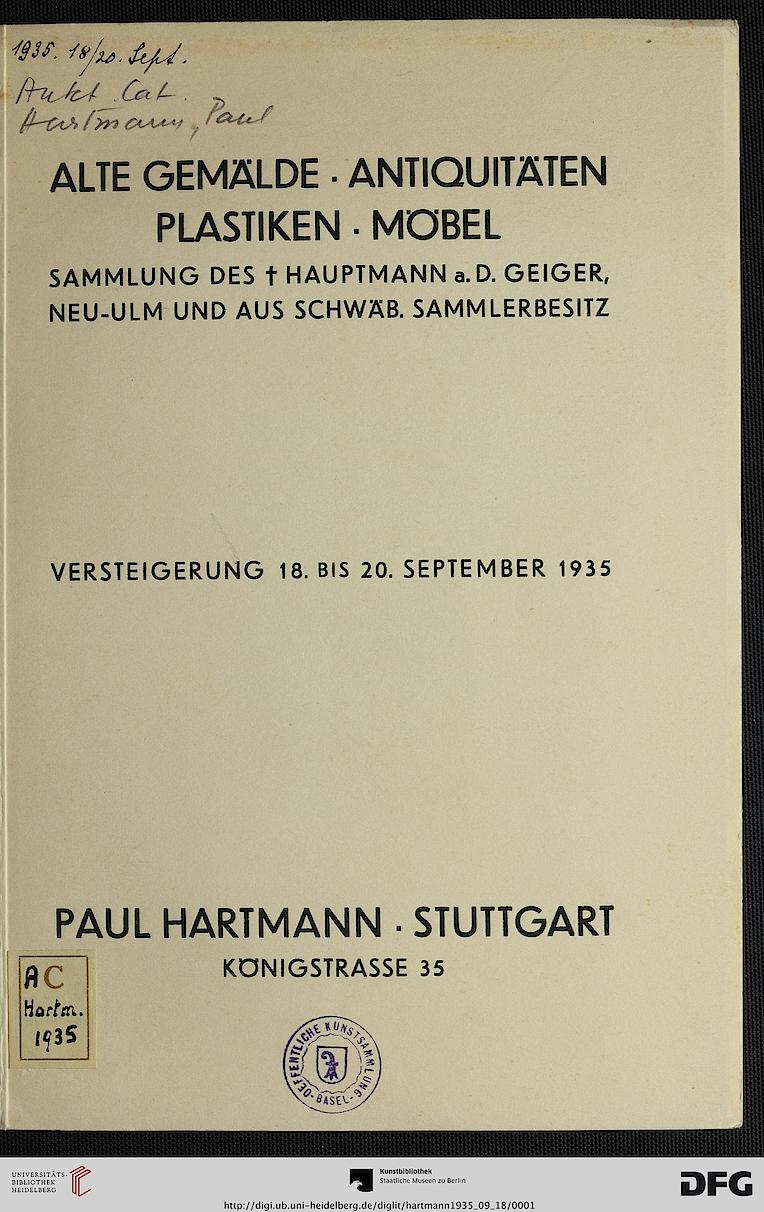 1935. 18/20. Sept.
Aukt. Cat.
Hartmann, Paul
ALTE GEMÄLDE · ANTIQUITÄTEN
PLASTIKEN · MÖBEL
SAMMLUNG DES † HAUPTMANN a. D. GEIGER,
NEU-ULM UND AUS SCHWÄB. SAMMLERBESITZ
VERSTEIGERUNG 18. BIS 20. SEPTEMBER 1935
PAUL HARTMANN · STUTTGART
KÖNIGSTRASSE 35
AC
Hartm.
1935
OEFFENTLICHE KUNSTSAMMLUNG
-BASEL-
UNIVERSITÄTS-
BIBLIOTHEK
HEIDELBERG
Kunstbibliothek
Staatliche Museen zu Berlin
DFG
http://digi.ub.uni-heidelberg.de/diglit/hartmann1935_09_18/0001